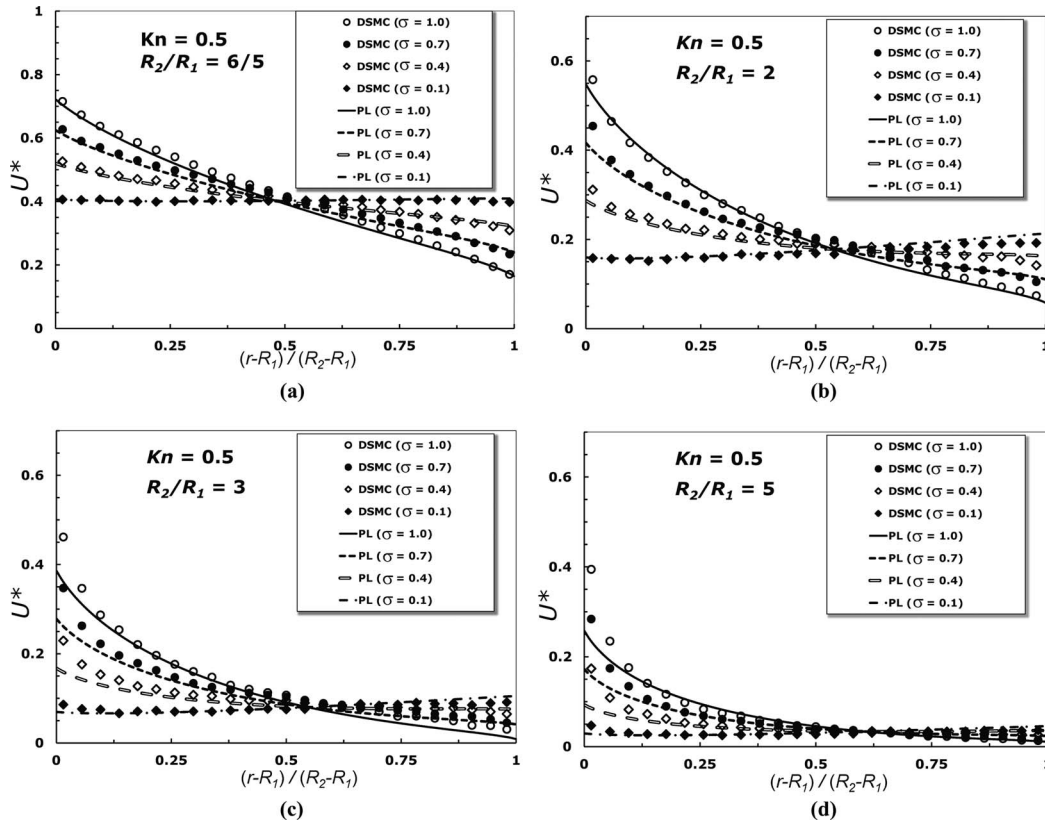 1
0.8
0.6
0.4
0.2
0
U*
Kn = 0.5
R₂/R₁ = 6/5
DSMC (σ = 1.0)
DSMC (σ = 0.7)
DSMC (σ = 0.4)
DSMC (σ = 0.1)
PL (σ = 1.0)
PL (σ = 0.7)
PL (σ = 0.4)
PL (σ = 0.1)
0 0.25 0.5 0.75 1
(r-R₁) / (R₂-R₁)
(a)
0.6
0.4
0.2
0
U*
Kn = 0.5
R₂/R₁ = 2
DSMC (σ = 1.0)
DSMC (σ = 0.7)
DSMC (σ = 0.4)
DSMC (σ = 0.1)
PL (σ = 1.0)
PL (σ = 0.7)
PL (σ = 0.4)
PL (σ = 0.1)
0 0.25 0.5 0.75 1
(r-R₁) / (R₂-R₁)
(b)
0.6
0.4
0.2
0
U*
Kn = 0.5
R₂/R₁ = 3
DSMC (σ = 1.0)
DSMC (σ = 0.7)
DSMC (σ = 0.4)
DSMC (σ = 0.1)
PL (σ = 1.0)
PL (σ = 0.7)
PL (σ = 0.4)
PL (σ = 0.1)
0 0.25 0.5 0.75 1
(r-R₁) / (R₂-R₁)
(c)
0.6
0.4
0.2
0
U*
Kn = 0.5
R₂/R₁ = 5
DSMC (σ = 1.0)
DSMC (σ = 0.7)
DSMC (σ = 0.4)
DSMC (σ = 0.1)
PL (σ = 1.0)
PL (σ = 0.7)
PL (σ = 0.4)
PL (σ = 0.1)
0 0.25 0.5 0.75 1
(r-R₁) / (R₂-R₁)
(d)